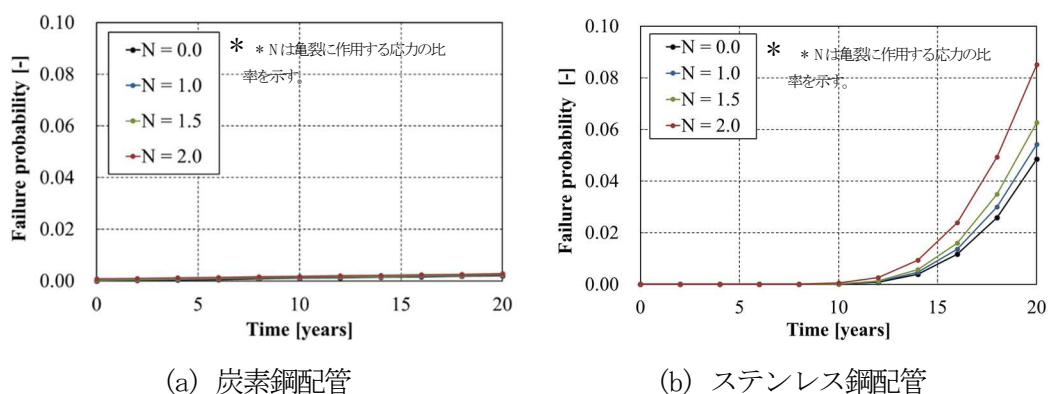 0.10
0.08
0.06
0.04
0.02
0.00
Failure probability [-]
N = 0.0
N = 1.0
N = 1.5
N = 2.0
* * Nは亀裂に作用する応力の比
率を示す。
0 5 10 15 20
Time [years]
(a) 炭素鋼配管
0.10
0.08
0.06
0.04
0.02
0.00
Failure probability [-]
N = 0.0
N = 1.0
N = 1.5
N = 2.0
* * Nは亀裂に作用する応力の比
率を示す。
0 5 10 15 20
Time [years]
(b) ステンレス鋼配管